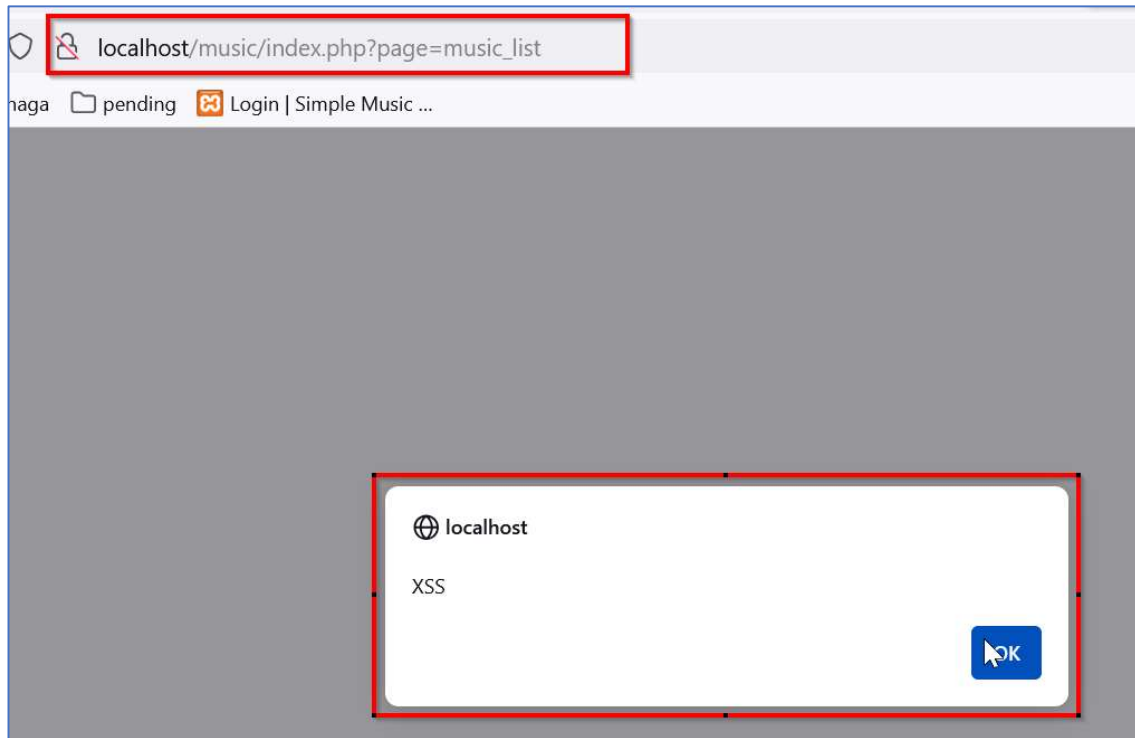 localhost/music/index.php?page=music_list
naga pending Login | Simple Music ...
localhost
XSS
OK